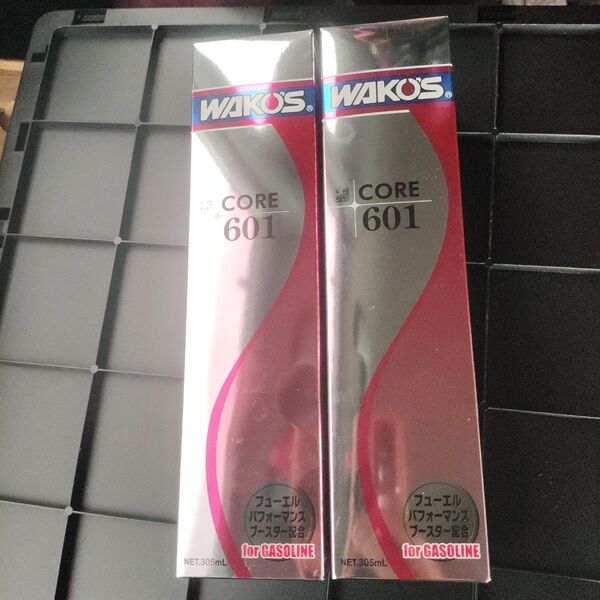 WAKO'S®
CORE
601
フューエル
パフォーマンス
ブースター配合
for GASOLINE
NET.305mL
WAKO'S®
CORE
601
フューエル
パフォーマンス
ブースター配合
for GASOLINE
NET.305mL